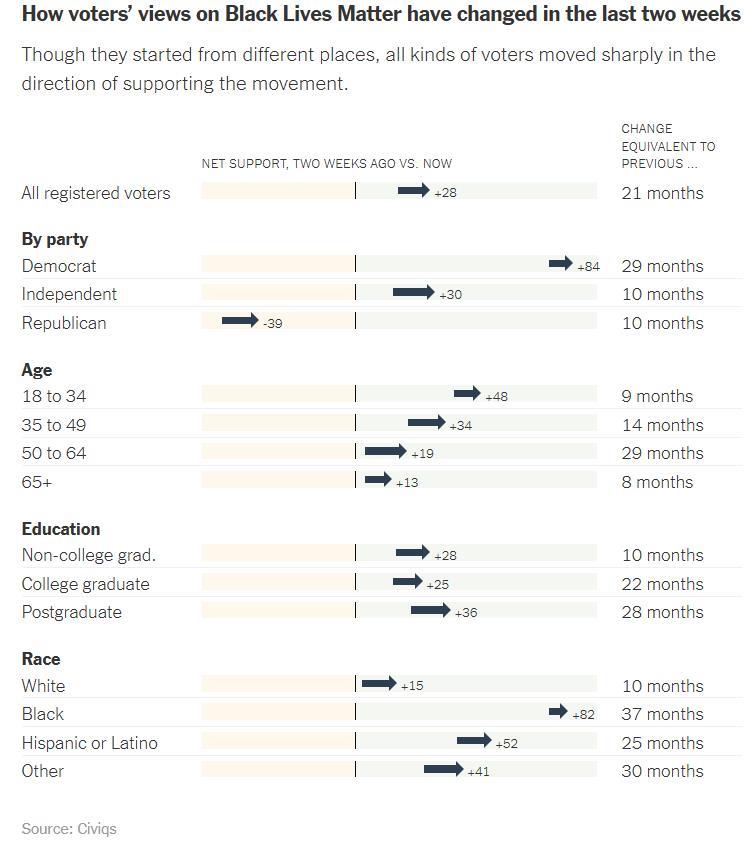 How voters’ views on Black Lives Matter have changed in the last two weeks
Though they started from different places, all kinds of voters moved sharply in the
direction of supporting the movement.
CHANGE
EQUIVALENT TO
NET SUPPORT, TWO WEEKS AGO VS. NOW PREVIOUS ...
All registered voters +28 21 months
By party
Democrat +84 29 months
Independent +30 10 months
Republican -39 10 months
Age
18 to 34 +48 9 months
35 to 49 +34 14 months
50 to 64 +19 29 months
65+ +13 8 months
Education
Non-college grad. +28 10 months
College graduate +25 22 months
Postgraduate +36 28 months
Race
White +15 10 months
Black +82 37 months
Hispanic or Latino +52 25 months
Other +41 30 months
Source: Civiqs